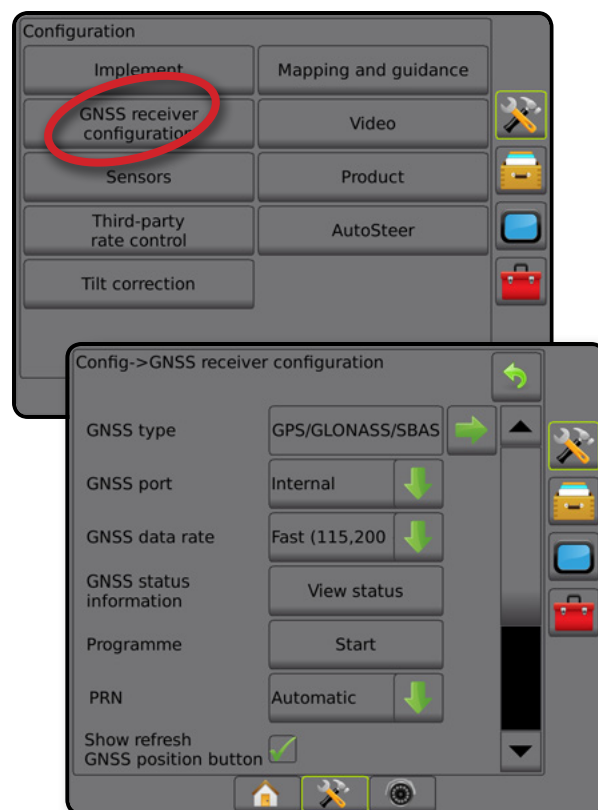 Configuration
Implement
Mapping and guidance
GNSS receiver
configuration
Video
Sensors
Product
Third-party
rate control
AutoSteer
Tilt correction
Config->GNSS receiver configuration
GNSS type
GPS/GLONASS/SBAS
GNSS port
Internal
GNSS data rate
Fast (115,200
GNSS status
information
View status
Programme
Start
PRN
Automatic
Show refresh
GNSS position button